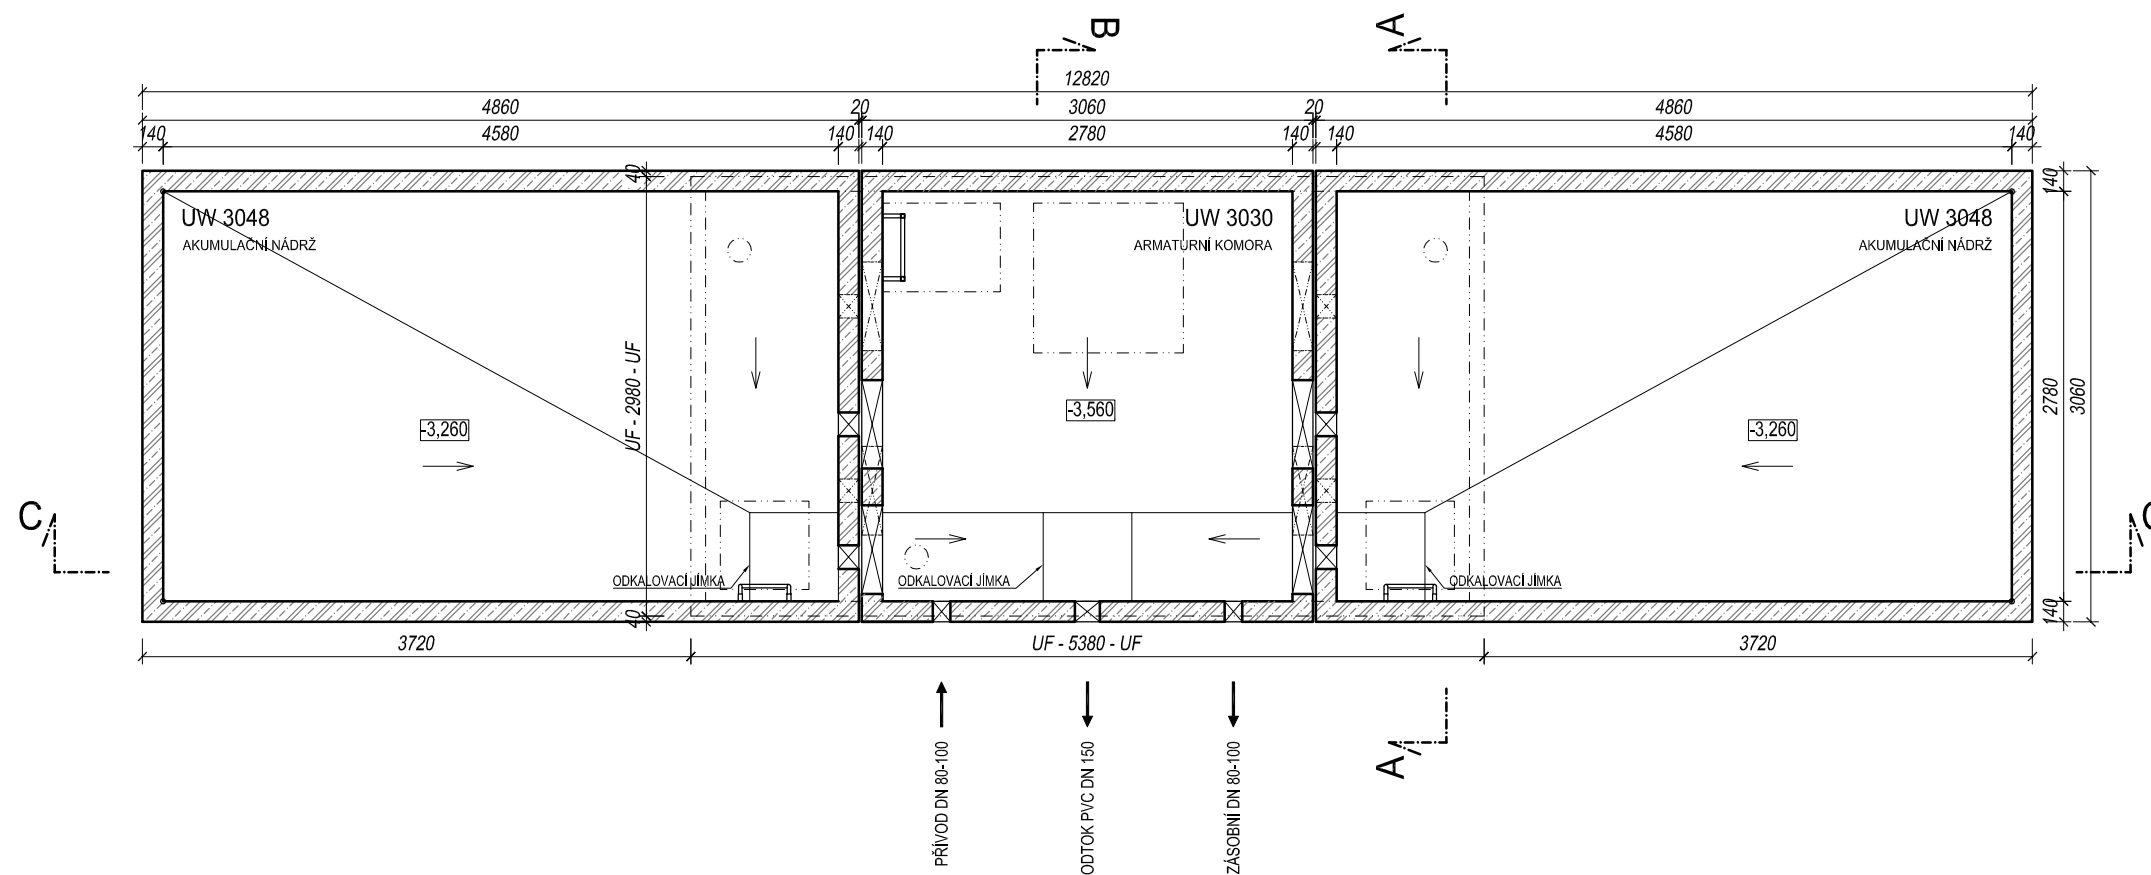 B
A
12820
4860
20
3060
20
4860
140
4580
140
140
2780
140
140
4580
140
40
140
UW 3048
AKUMULAČNÍ NÁDRŽ
UW 3030
ARMATURNÍ KOMORA
UW 3048
AKUMULAČNÍ NÁDRŽ
UF - 2980 - UF
-3,260
-3,560
-3,260
2780
3060
C
C
ODKALOVACÍ JÍMKA
ODKALOVACÍ JÍMKA
ODKALOVACÍ JÍMKA
40
140
3720
UF - 5380 - UF
3720
PŘÍVOD DN 80-100
ODTOK PVC DN 150
ZÁSOBNÍ DN 80-100
A